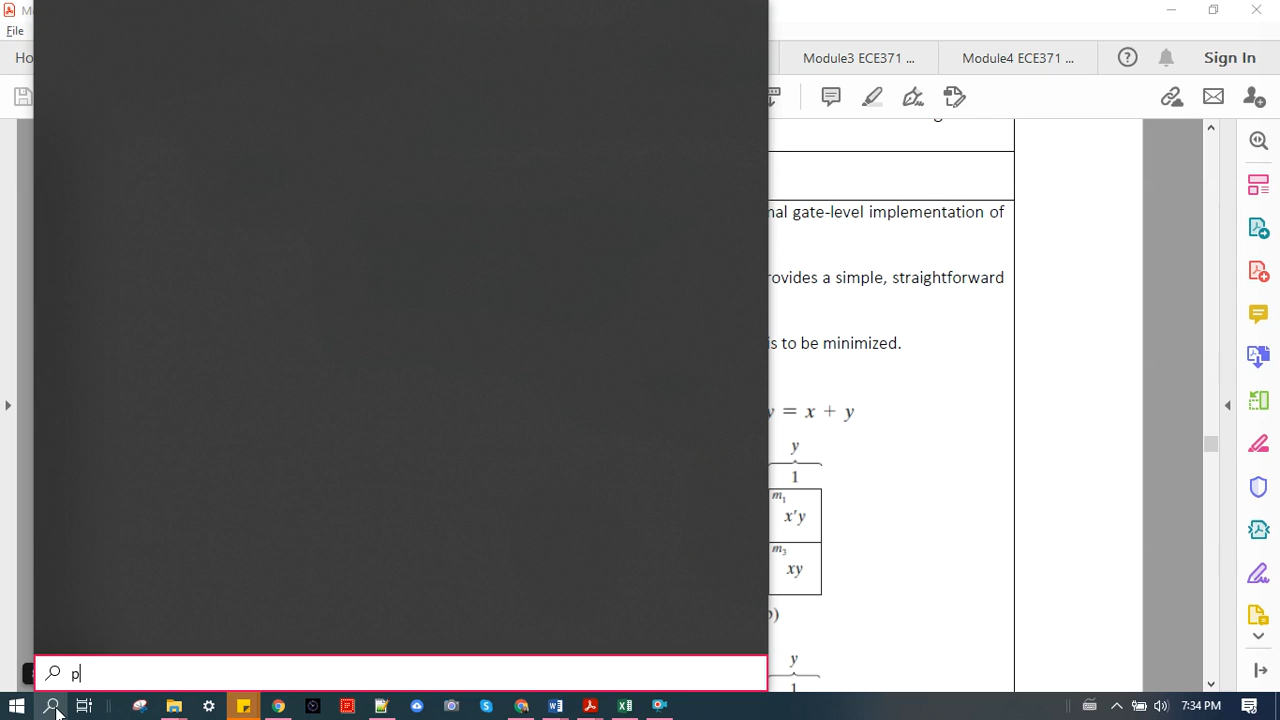 File
Ho
Module3 ECE371 ...
Module4 ECE371 ...
Sign In
nal gate-level implementation of
rovides a simple, straightforward
is to be minimized.
y = x + y
y
1
m1
x'y
m3
xy
b)
y
1
p
7:34 PM